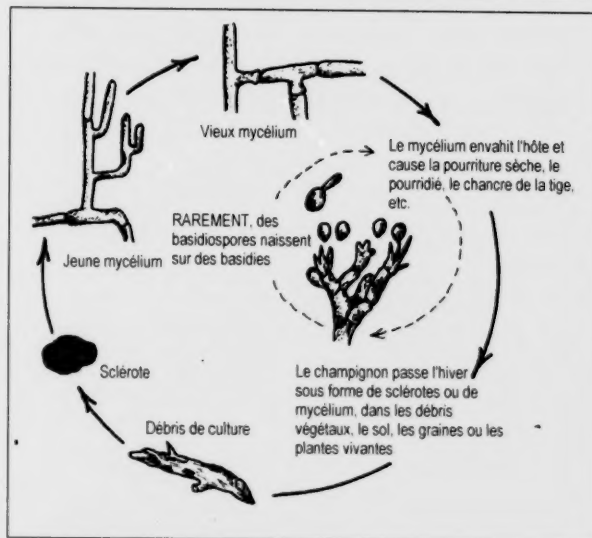 Vieux mycélium
Le mycélium envahit l'hôte et
cause la pourriture sèche, le
pourridié, le chancre de la tige,
etc.
RAREMENT, des
basidiospores naissent
sur des basidies
Jeune mycélium
Sclérote
Le champignon passe l'hiver
sous forme de sclérotes ou de
mycélium, dans les débris
végétaux, le sol, les graines ou les
plantes vivantes
Débris de culture